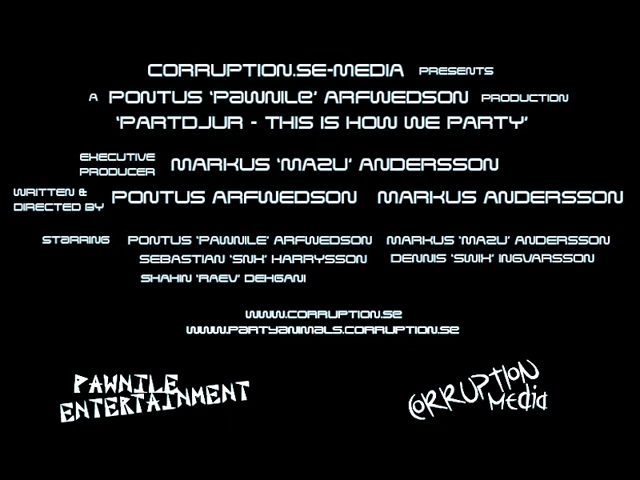 CORRUPTION.SE-MEDIA PRESENTS
A PONTUS 'PAWNILE' ARFWEDSON PRODUCTION
'PARTDJUR - THIS IS HOW WE PARTY'
EXECUTIVE PRODUCER MARKUS 'MAZU' ANDERSSON
WRITTEN & DIRECTED BY PONTUS ARFWEDSON MARKUS ANDERSSON
STARRING PONTUS 'PAWNILE' ARFWEDSON MARKUS 'MAZU' ANDERSSON
SEBASTIAN 'SNH' HARRYSSON DENNIS 'SWIK' INGVARSSON
SHAHIN 'RAEV' DEHGANI
WWW.CORRUPTION.SE
WWW.PARTYANIMALS.CORRUPTION.SE
PAWNILE
ENTERTAINMENT
CORRUPTION
MEDIA